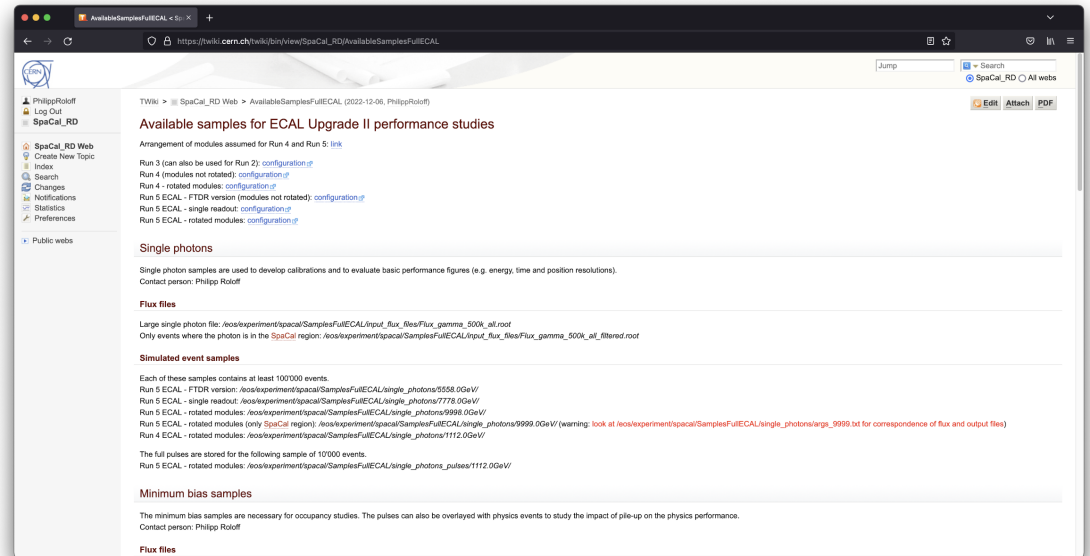 AvailableSamplesFullECAL < Sp
https://twiki.cern.ch/twiki/bin/view/SpaCal_RD/AvailableSamplesFullECAL
CERN
Jump
Search
SpaCal_RD All webs
PhilippRoloff
Log Out
SpaCal_RD
SpaCal_RD Web
Create New Topic
Index
Search
Changes
Notifications
Statistics
Preferences
Public webs
TWiki > SpaCal_RD Web > AvailableSamplesFullECAL (2022-12-06, PhilippRoloff)
Edit Attach PDF
Available samples for ECAL Upgrade II performance studies
Arrangement of modules assumed for Run 4 and Run 5: link
Run 3 (can also be used for Run 2): configuration
Run 4 (modules not rotated): configuration
Run 4 - rotated modules: configuration
Run 5 ECAL - FTDR version (modules not rotated): configuration
Run 5 ECAL - single readout: configuration
Run 5 ECAL - rotated modules: configuration
Single photons
Single photon samples are used to develop calibrations and to evaluate basic performance figures (e.g. energy, time and position resolutions).
Contact person: Philipp Roloff
Flux files
Large single photon file: /eos/experiment/spacal/SamplesFullECAL/input_flux_files/Flux_gamma_500k_all.root
Only events where the photon is in the SpaCal region: /eos/experiment/spacal/SamplesFullECAL/input_flux_files/Flux_gamma_500k_all_filtered.root
Simulated event samples
Each of these samples contains at least 100'000 events.
Run 5 ECAL - FTDR version: /eos/experiment/spacal/SamplesFullECAL/single_photons/5558.0GeV/
Run 5 ECAL - single readout: /eos/experiment/spacal/SamplesFullECAL/single_photons/7778.0GeV/
Run 5 ECAL - rotated modules: /eos/experiment/spacal/SamplesFullECAL/single_photons/9998.0GeV/
Run 5 ECAL - rotated modules (only SpaCal region): /eos/experiment/spacal/SamplesFullECAL/single_photons/9999.0GeV/ (warning: look at /eos/experiment/spacal/SamplesFullECAL/single_photons/args_9999.txt for correspondence of flux and output files)
Run 4 ECAL - rotated modules: /eos/experiment/spacal/SamplesFullECAL/single_photons/1112.0GeV/
The full pulses are stored for the following sample of 10'000 events.
Run 5 ECAL - rotated modules: /eos/experiment/spacal/SamplesFullECAL/single_photons_pulses/1112.0GeV/
Minimum bias samples
The minimum bias samples are necessary for occupancy studies. The pulses can also be overlayed with physics events to study the impact of pile-up on the physics performance.
Contact person: Philipp Roloff
Flux files